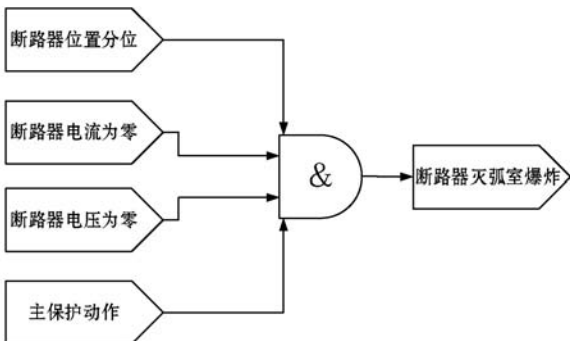 断路器位置分位
断路器电流为零
&
断路器灭弧室爆炸
断路器电压为零
主保护动作